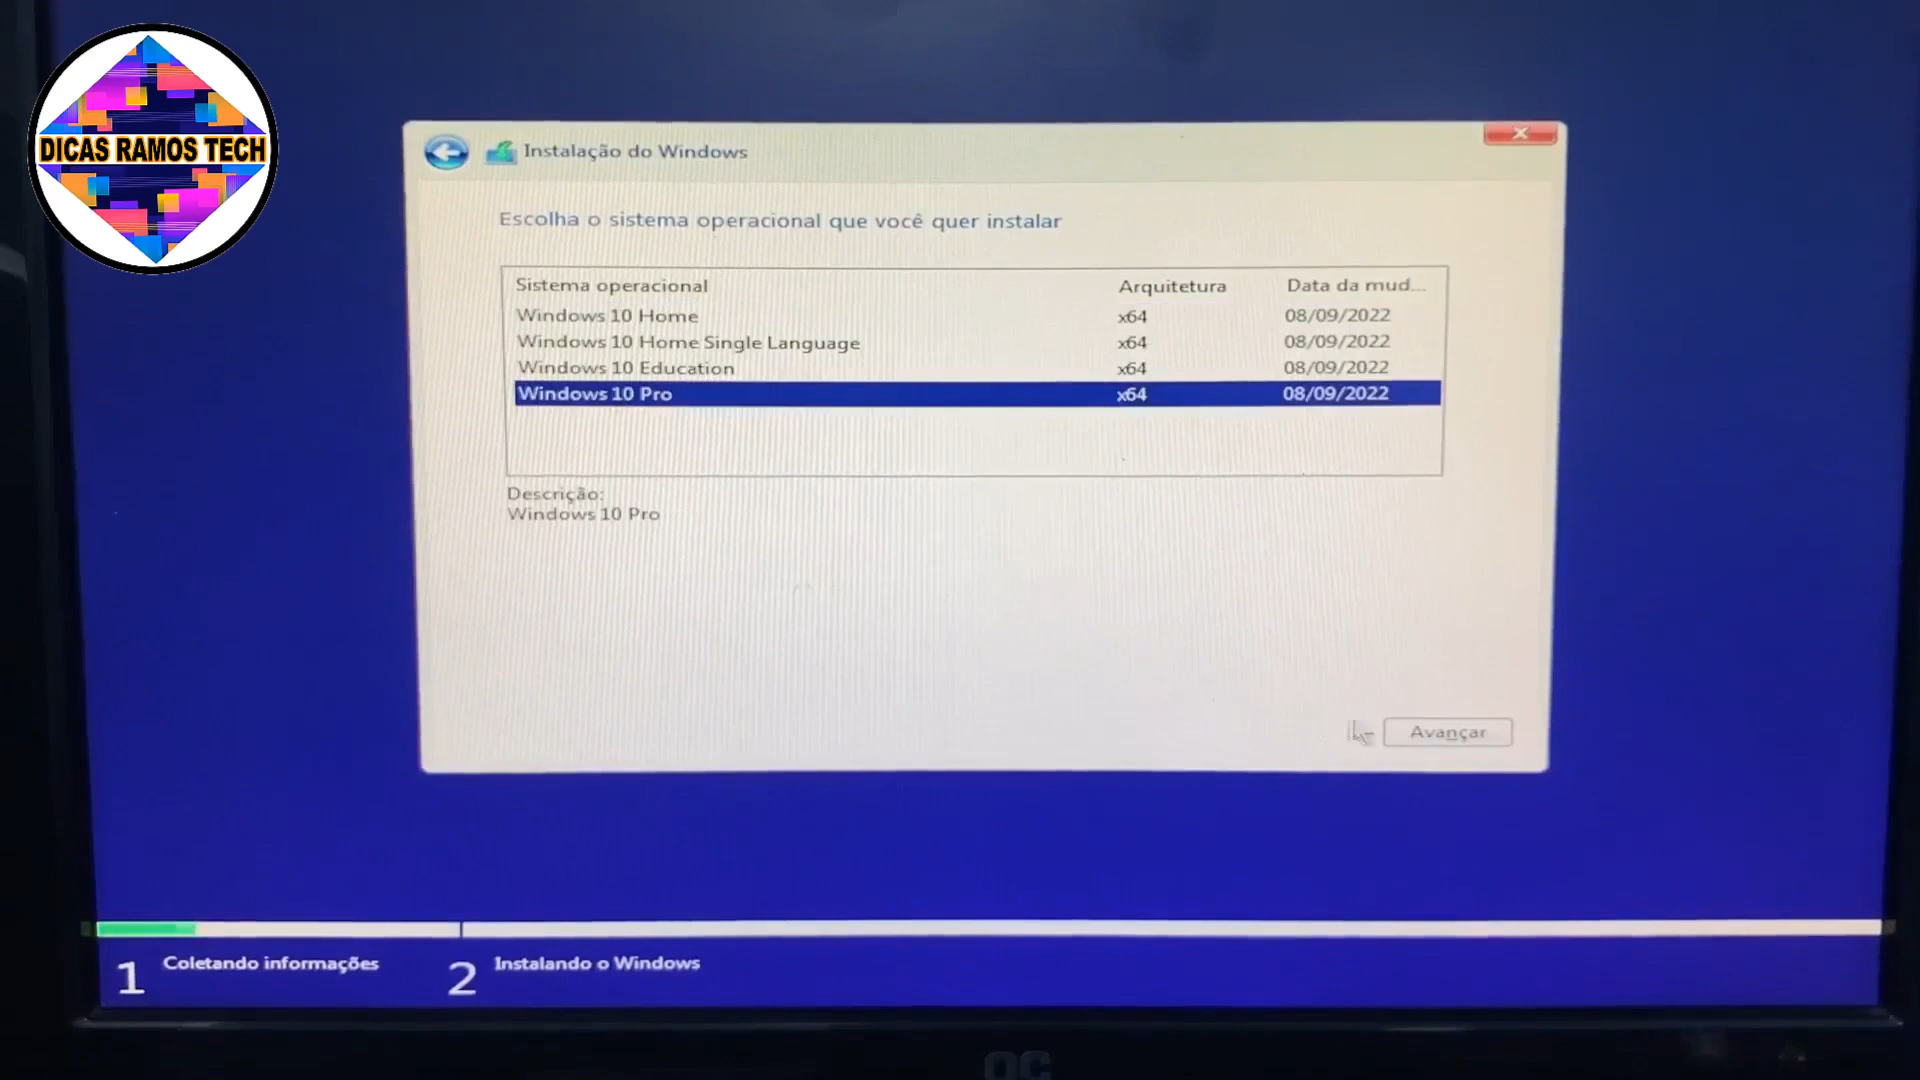 DICAS RAMOS TECH
Instalação do Windows
Escolha o sistema operacional que você quer instalar
Sistema operacional Arquitetura Data da mud...
Windows 10 Home x64 08/09/2022
Windows 10 Home Single Language x64 08/09/2022
Windows 10 Education x64 08/09/2022
Windows 10 Pro x64 08/09/2022
Descrição:
Windows 10 Pro
Avançar
1 Coletando informações 2 Instalando o Windows